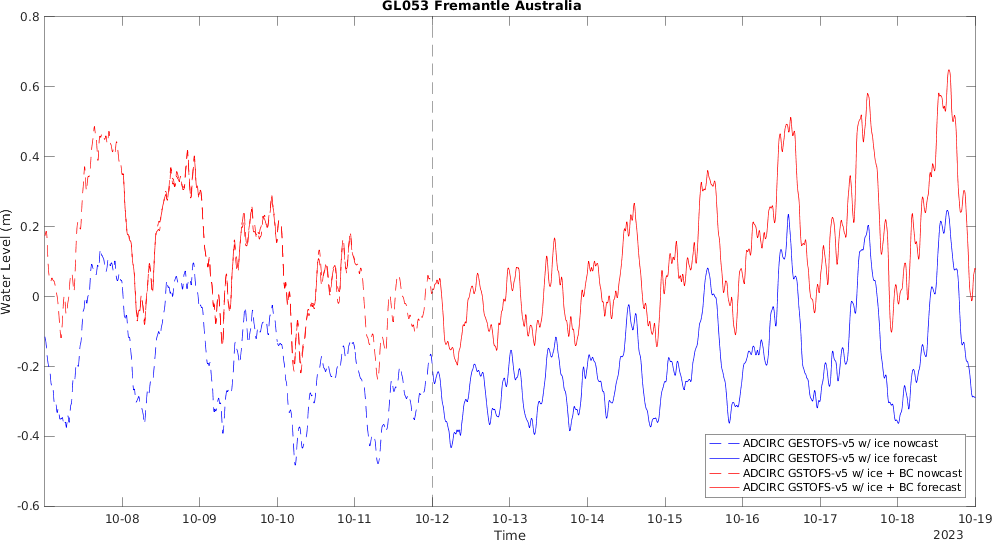 GL053 Fremantle Australia
0.8
0.6
0.4
0.2
0
-0.2
-0.4
-0.6
Water Level (m)
ADCIRC GESTOFS-v5 w/ ice nowcast
ADCIRC GESTOFS-v5 w/ ice forecast
ADCIRC GSTOFS-v5 w/ ice + BC nowcast
ADCIRC GSTOFS-v5 w/ ice + BC forecast
10-08 10-09 10-10 10-11 10-12 10-13 10-14 10-15 10-16 10-17 10-18 10-19
Time
2023